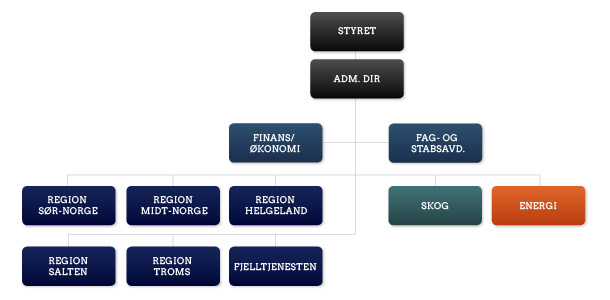 STYRET
ADM. DIR
FINANS/
ØKONOMI
FAG- OG
STABSAVD.
REGION
SØR-NORGE
REGION
MIDT-NORGE
REGION
HELGELAND
SKOG
ENERGI
REGION
SALTEN
REGION
TROMS
FJELLTJENESTEN